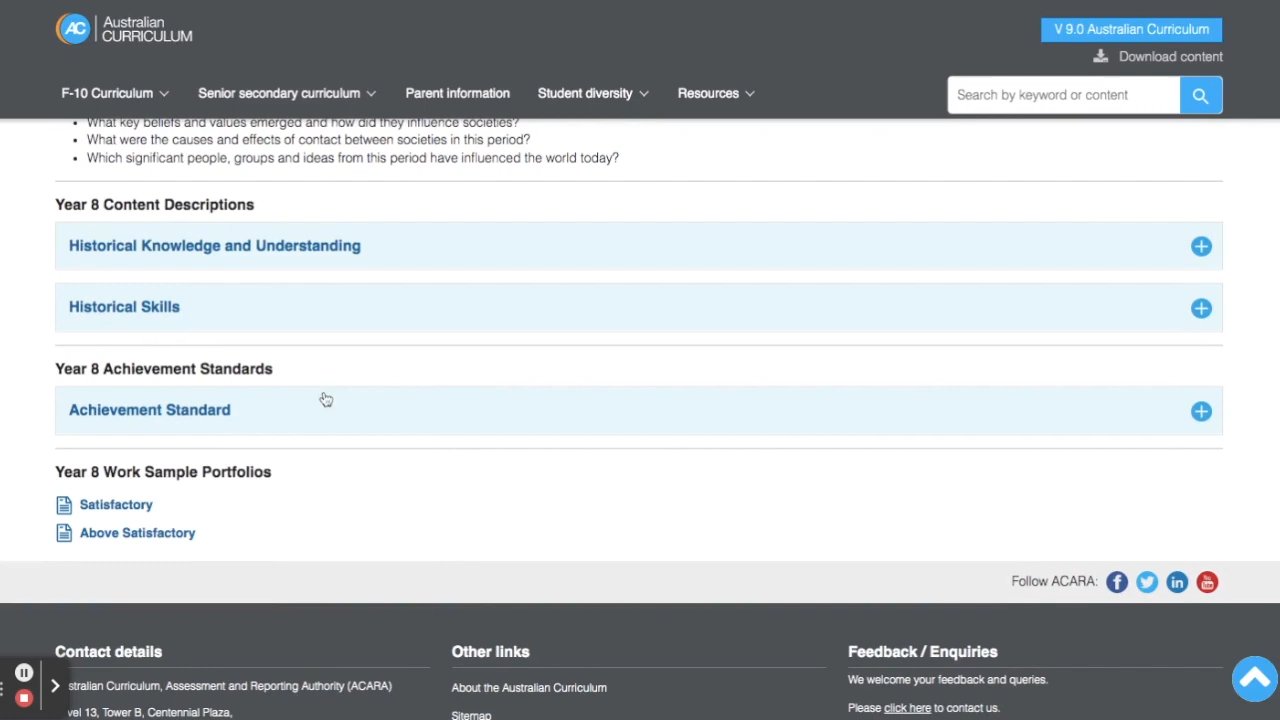 AC Australian CURRICULUM
V 9.0 Australian Curriculum
Download content
F-10 Curriculum Senior secondary curriculum Parent information Student diversity Resources
Search by keyword or content
What key beliefs and values emerged and how did they influence societies?
What were the causes and effects of contact between societies in this period?
Which significant people, groups and ideas from this period have influenced the world today?
Year 8 Content Descriptions
Historical Knowledge and Understanding
Historical Skills
Year 8 Achievement Standards
Achievement Standard
Year 8 Work Sample Portfolios
Satisfactory
Above Satisfactory
Follow ACARA: f in You Tube
Contact details Other links Feedback / Enquiries
stralian Curriculum, Assessment and Reporting Authority (ACARA) About the Australian Curriculum We welcome your feedback and queries.
vel 13, Tower B, Centennial Plaza, Sitemap Please click here to contact us.